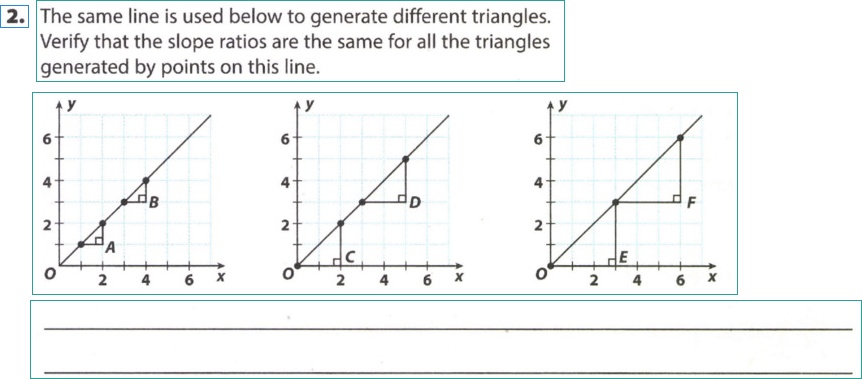 2. The same line is used below to generate different triangles.
Verify that the slope ratios are the same for all the triangles
generated by points on this line.
y
6
4
2
O
2
4
6
x
A
B
y
6
4
2
O
2
4
6
x
C
D
y
6
4
2
O
2
4
6
x
E
F